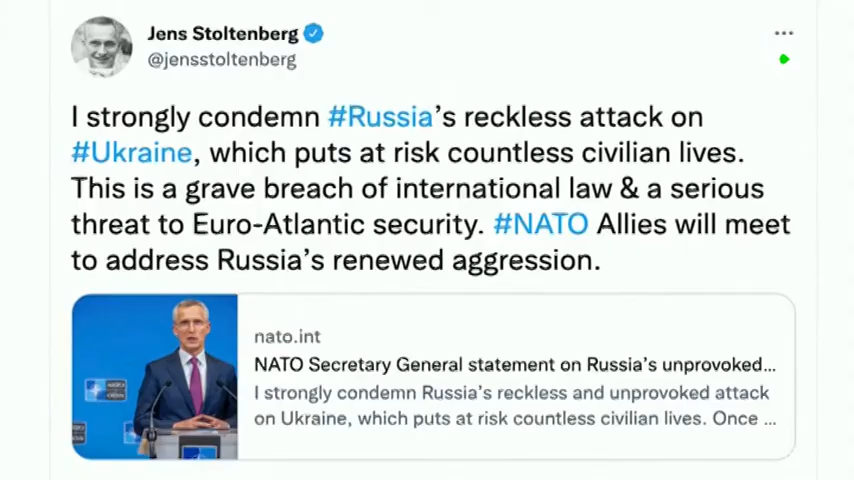 Jens Stoltenberg
@jensstoltenberg
I strongly condemn #Russia's reckless attack on
#Ukraine, which puts at risk countless civilian lives.
This is a grave breach of international law & a serious
threat to Euro-Atlantic security. #NATO Allies will meet
to address Russia's renewed aggression.
nato.int
NATO Secretary General statement on Russia's unprovoked...
I strongly condemn Russia's reckless and unprovoked attack
on Ukraine, which puts at risk countless civilian lives. Once ...